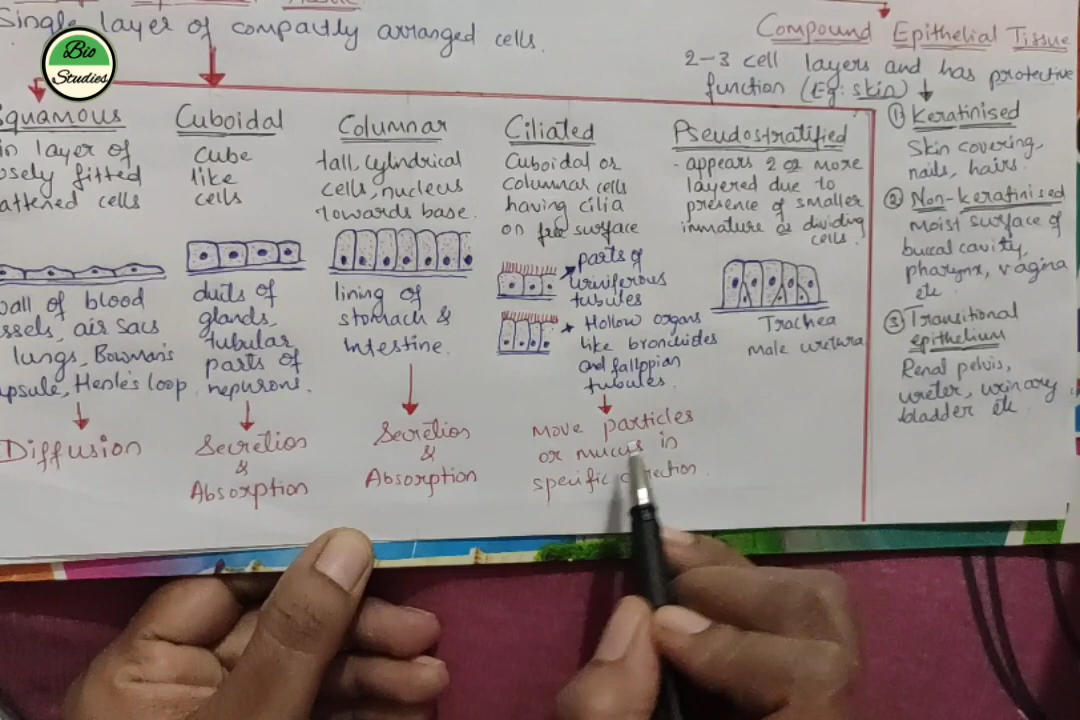 Single layer of compactly arranged cells.
Bio
Studies
Compound Epithelial Tissue
2-3 cell layers and has protective
function (Eg: skin)
Squamous
in layer of
osely fitted
attened cells
wall of blood
ssels, air sacs
lungs, Bowman's
apsule, Henle's loop
Diffusion
Cuboidal
Cube
like
cells
ducts of
glands,
tubular
parts of
nephrons.
Secretion
&
Absorption
Columnar
tall, cylindrical
cells, nucleus
towards base.
lining of
stomach &
Intestine.
Secretion
&
Absorption
Ciliated
Cuboidal or
columnar cells
having cilia
on free surface
parts of
Uriniferous
tubules
Hollow organs
like bronchioles
and fallopian
tubules.
Move particles
or mucus in
specific direction.
Pseudostratified
- appears 2 or more
layered due to
presence of smaller
immature or dividing
cells.
Trachea
Male uretura
① Keratinised
Skin covering,
nails, hairs.
② Non-keratinised
moist surface of
buccal cavity,
pharynx, vagina
etc.
③ Transitional
epithelium
Renal pelvis,
ureter, urinary
bladder etc.